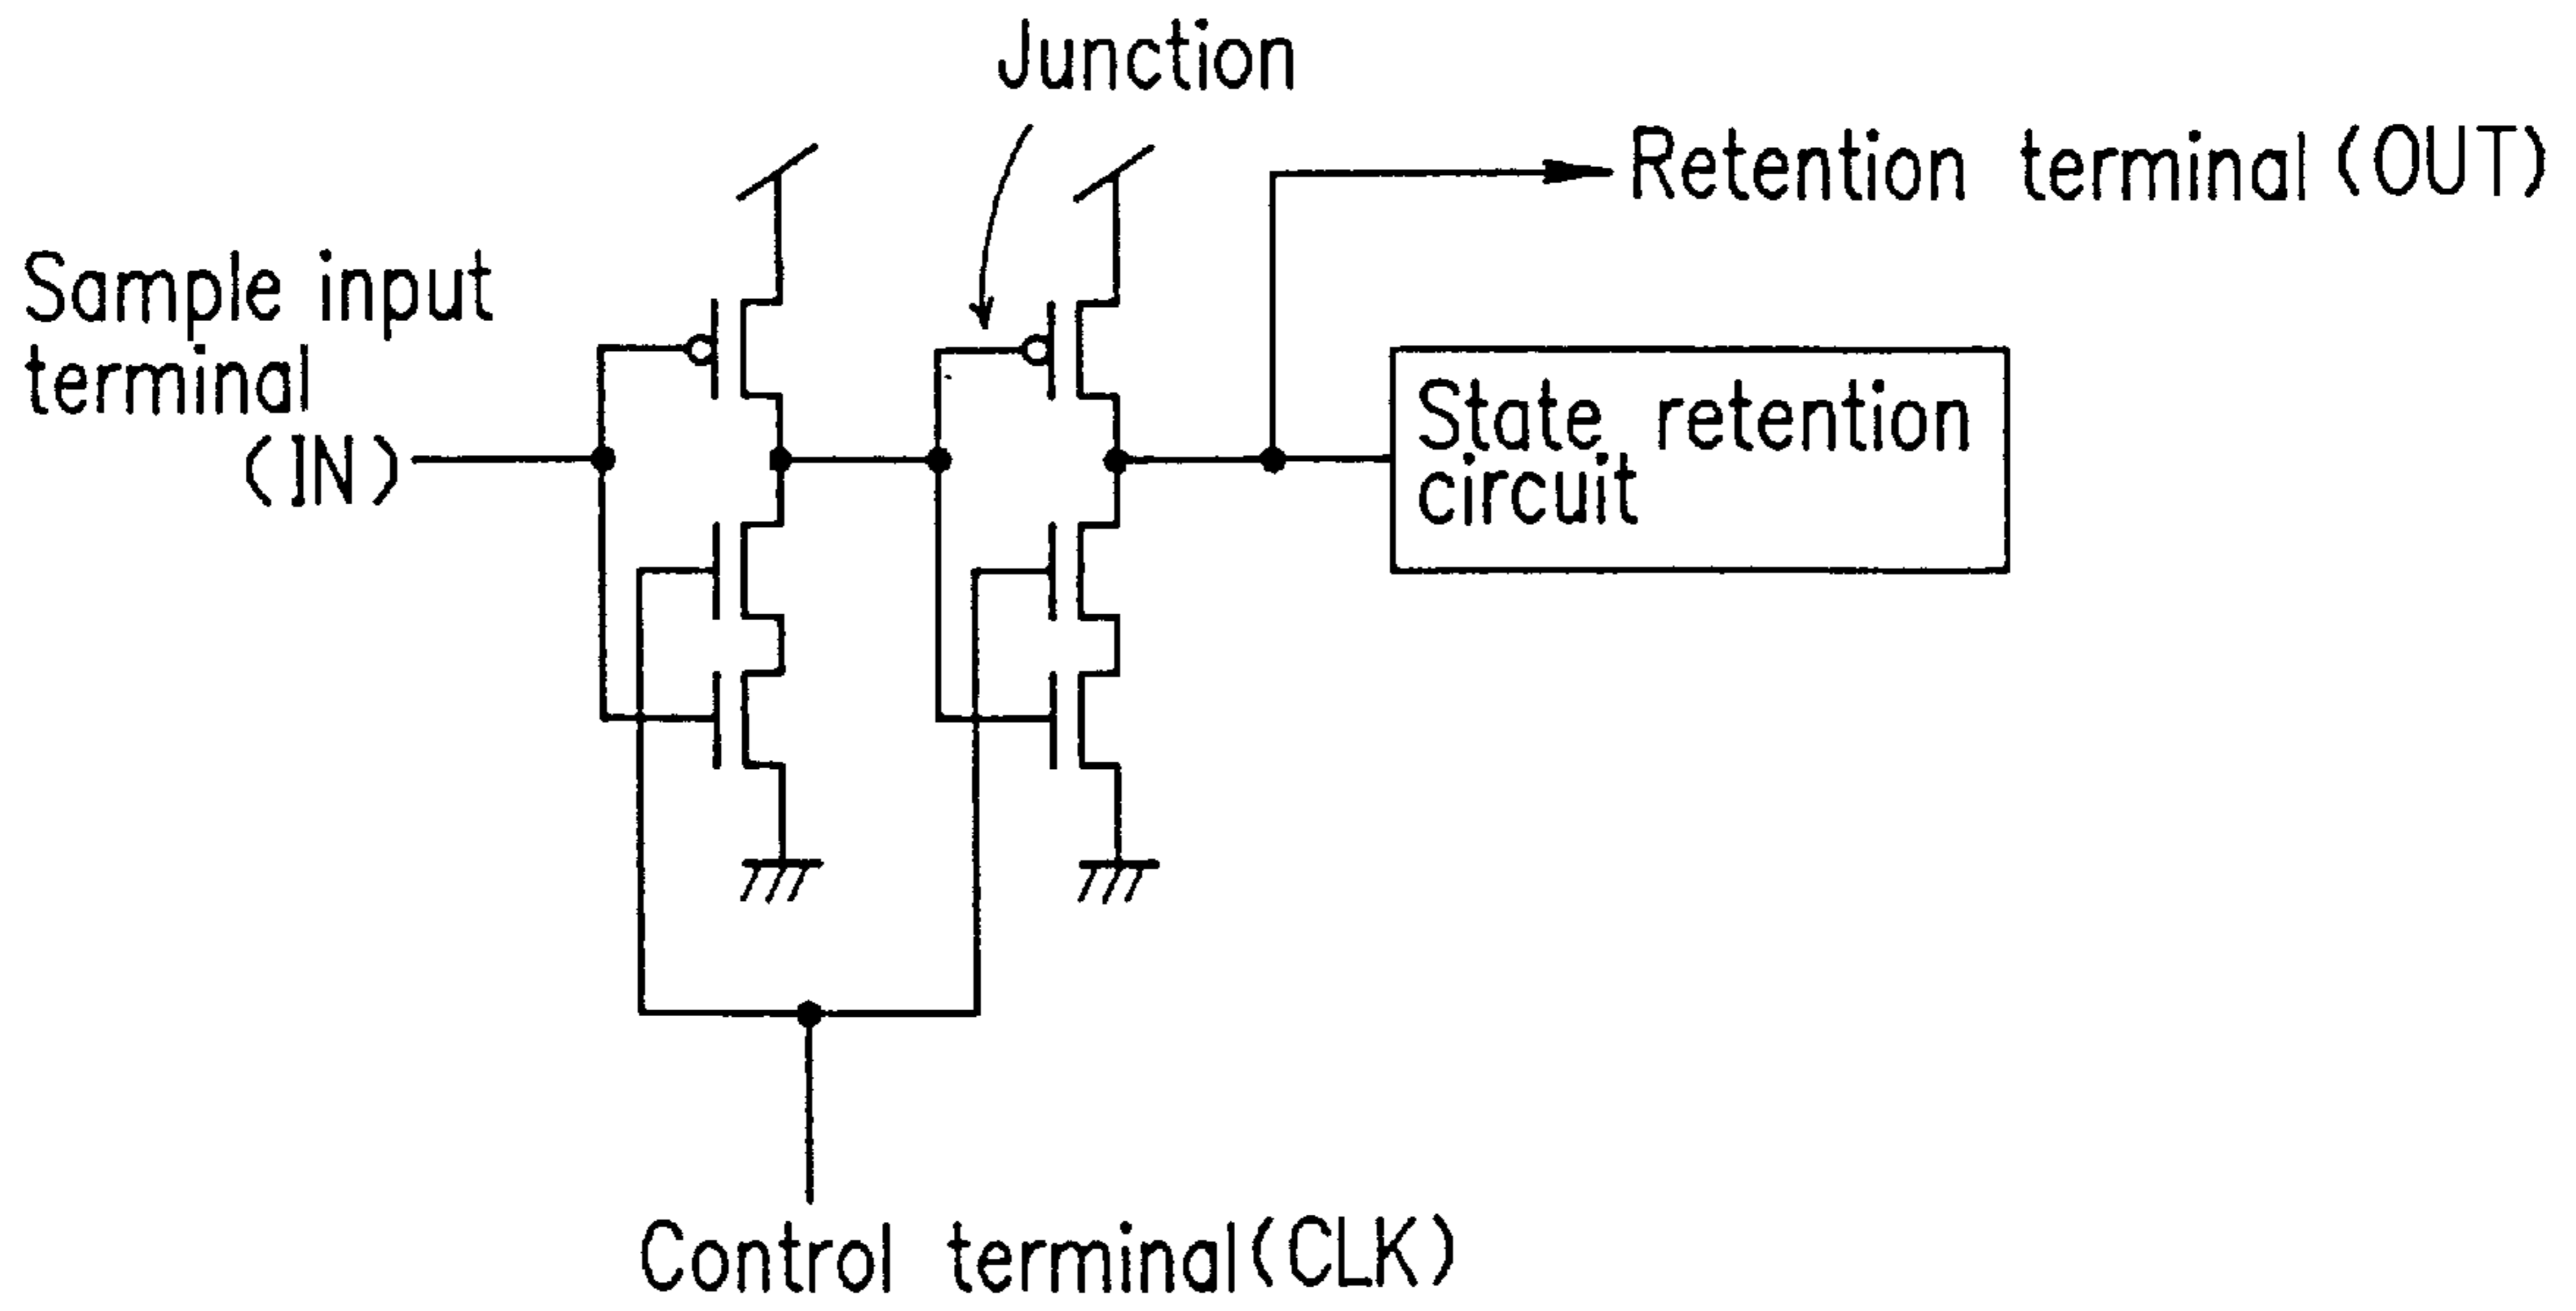 Junction
Retention terminal (OUT)
Sample input
terminal
(IN)
State retention
circuit
Control terminal (CLK)